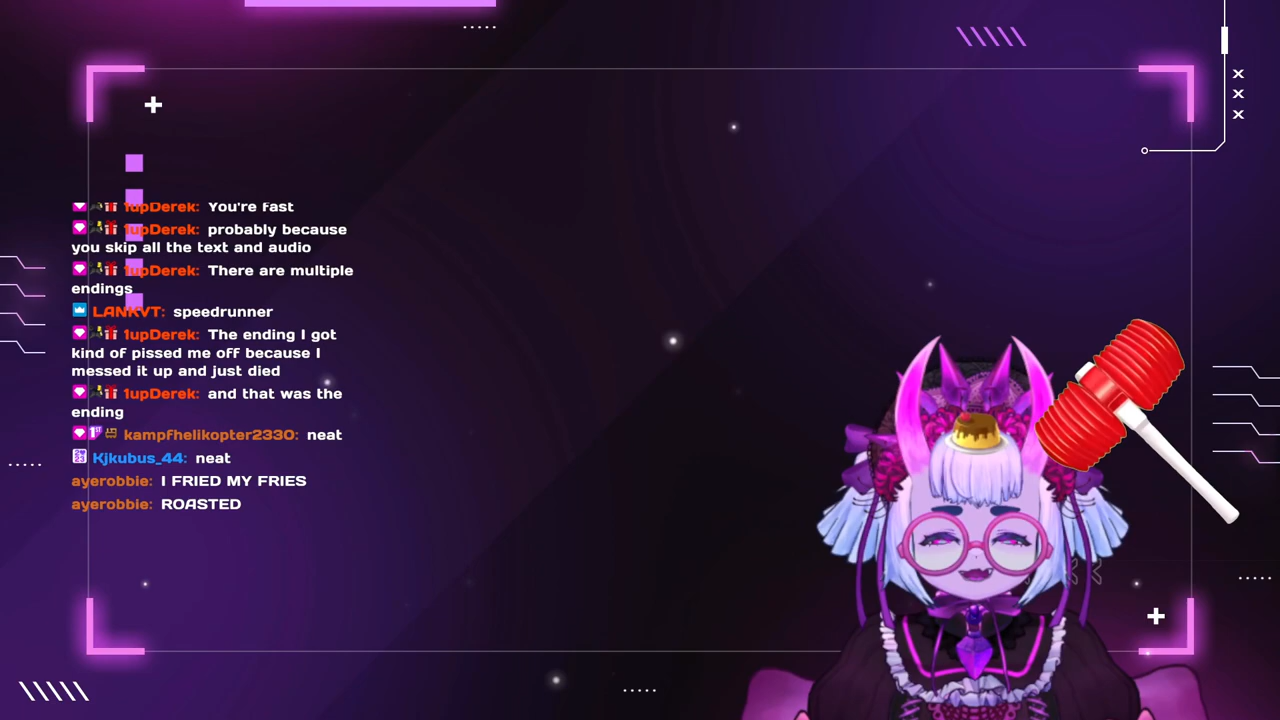 1upDerek: You're fast
1upDerek: probably because
you skip all the text and audio
1upDerek: There are multiple
endings
LANKVT: speedrunner
1upDerek: The ending I got
kind of pissed me off because I
messed it up and just died
1upDerek: and that was the
ending
kampfhelikopter2330: neat
Kjkubus_44: neat
ayerobbie: I FRIED MY FRIES
ayerobbie: ROASTED